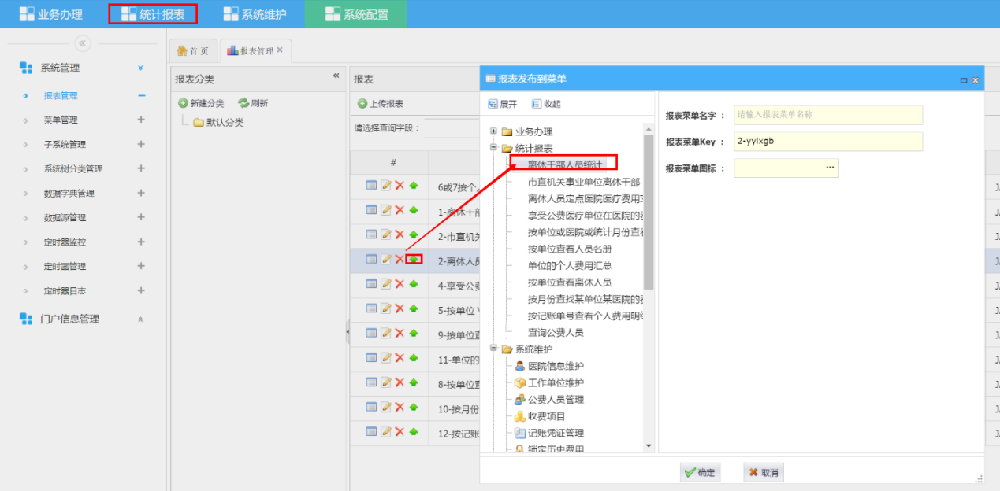 业务办理
统计报表
系统维护
系统配置
系统管理
报表管理
菜单管理
子系统管理
系统树分类管理
数据字典管理
数据源管理
定时器监控
定时器管理
定时器日志
门户信息管理
首 页
报表管理
报表分类
新建分类
刷新
默认分类
报表
上传报表
请选择查询字段：
#
6或7按个
1-离休干部
2-市直机关
2-离休人员
4-享受公费
5-按单位
9-按单位查
11-单位的
8-按单位查
10-按月份
12-按记账
报表发布到菜单
展开
收起
业务办理
统计报表
离休干部人员统计
市直机关事业单位离休干部
离休人员定点医院医疗费用支
享受公费医疗单位在医院的费
按单位或医院或统计月份查看
按单位查看人员名册
单位的个人费用汇总
按单位查看离休人员
按月份查找某单位某医院的费
按记账单号查看个人费用明细
查询公费人员
系统维护
医院信息维护
工作单位维护
公费人员管理
收费项目
记账凭证管理
锁定历史费用
报表菜单名字 ：
请输入报表菜单名称
报表菜单Key ：
2-yylxgb
报表菜单图标 ：
...
确定
取消